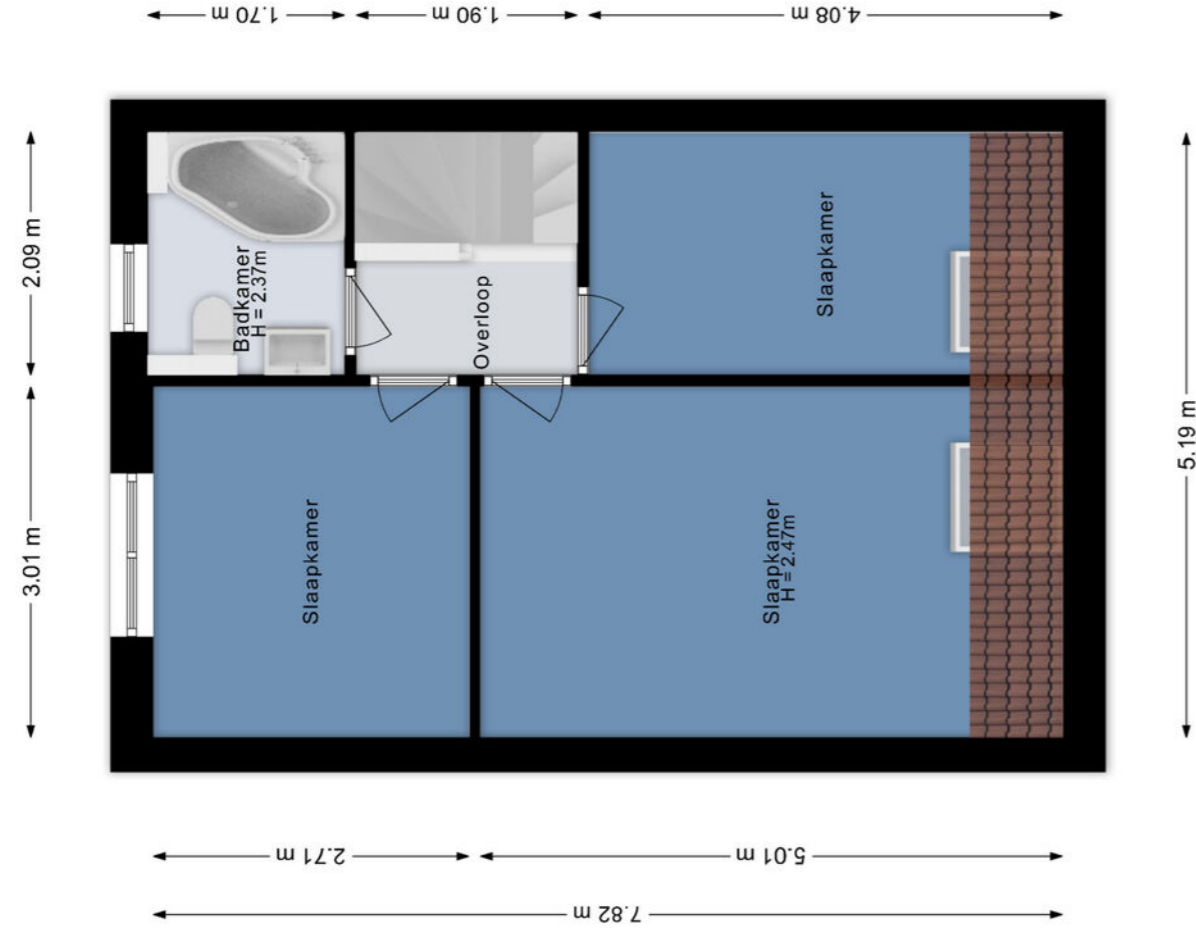 1.70 m
1.90 m
4.08 m
2.09 m
3.01 m
5.19 m
Badkamer
H = 2.37m
Overloop
Slaapkamer
Slaapkamer
Slaapkamer
H = 2.47m
2.71 m
5.01 m
7.82 m